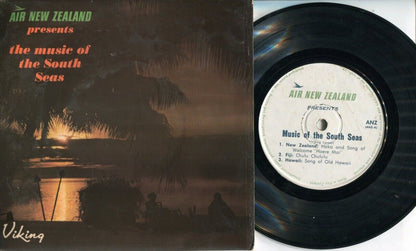 AIR NEW ZEALAND
presents
the music of
the South
Seas
Viking
AIR NEW ZEALAND
PRESENTS
ANZ
Music of the South Seas
1. New Zealand: Haka and Song of
Welcome "Haere Mai"
2. Fiji: Chulu Chululu
3. Hawaii: Song of Old Hawaii